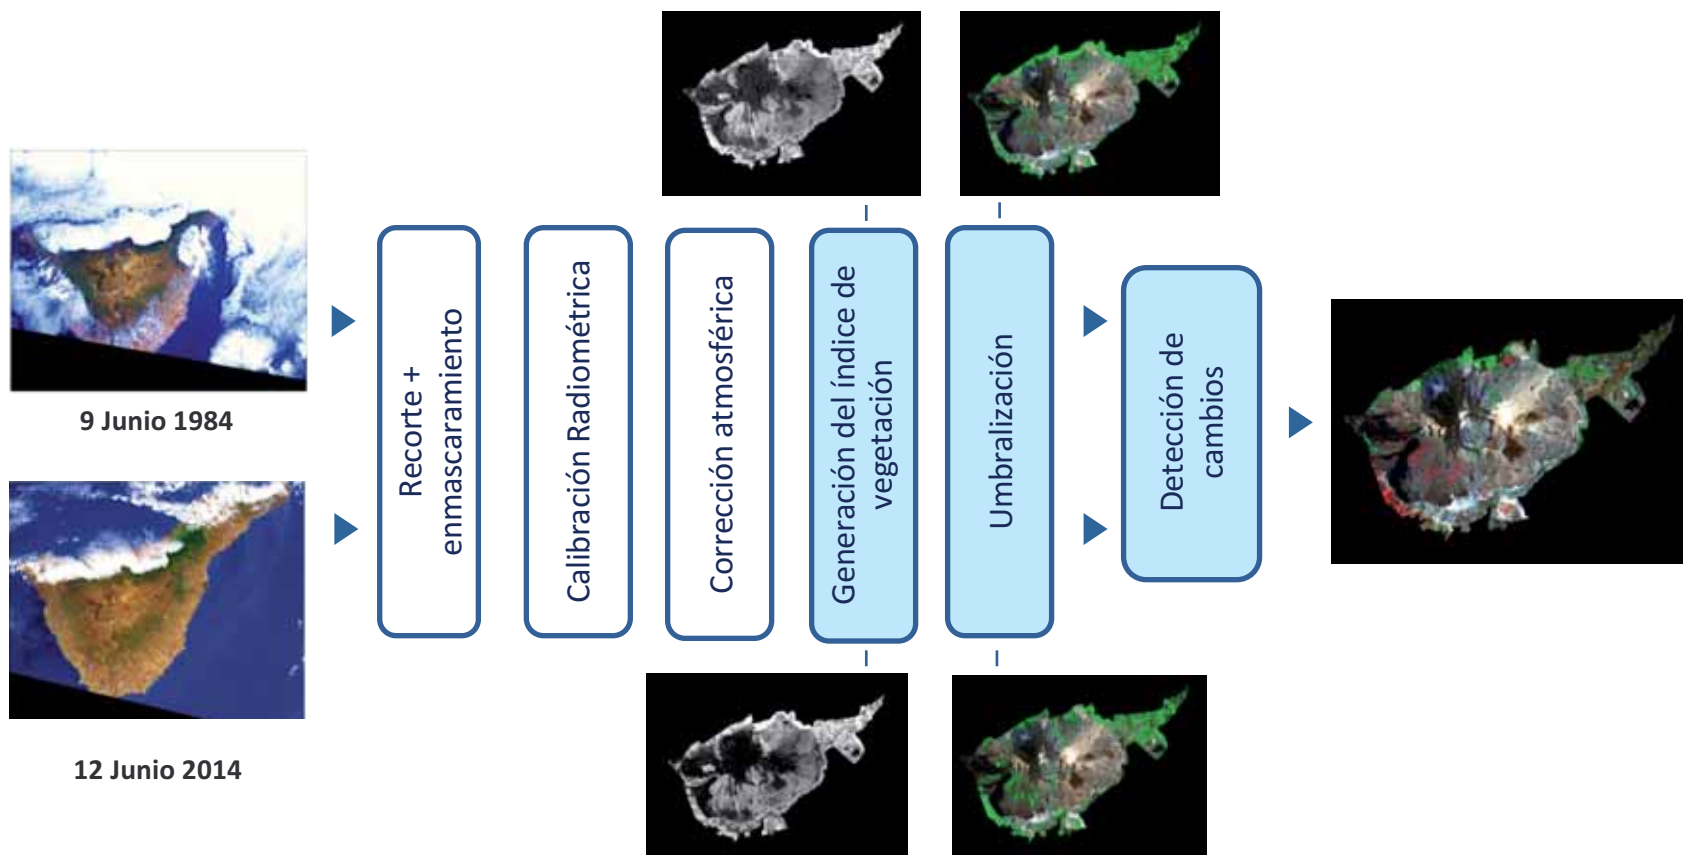 9 Junio 1984
12 Junio 2014
Recorte +
enmascaramiento
Calibración Radiométrica
Corrección atmosférica
Generación del índice de
vegetación
Umbralización
Detección de
cambios